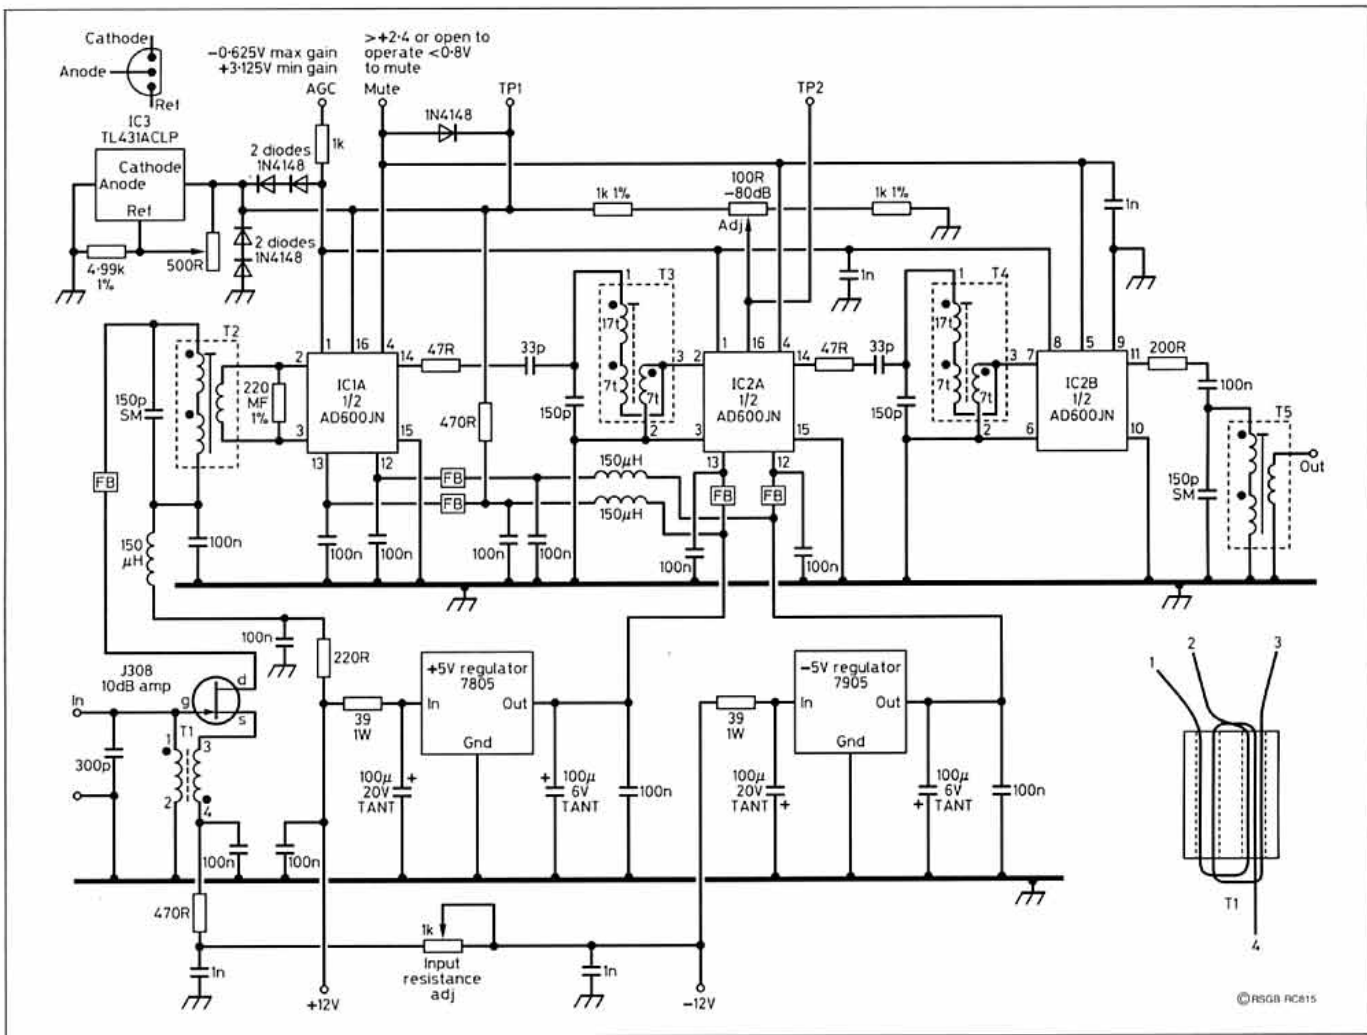 Cathode
Anode
Ref
IC3
TL431ACLP
Cathode
Anode
Ref
4·99k
1%
500R
−0·625V max gain
+3·125V min gain
AGC
>+2·4 or open to
operate <0·8V
to mute
Mute
TP1
TP2
1N4148
1k
2 diodes
1N4148
2 diodes
1N4148
1k 1%
100R
−80dB
Adj
1k 1%
1n
1n
T2
150p
SM
220
MF
1%
FB
1
16
4
2
14
3
15
13
12
IC1A
1/2
AD600JN
47R
33p
470R
150p
T3
1
17t
7t
7t
3
2
1
16
4
2
14
3
15
13
12
IC2A
1/2
AD600JN
47R
33p
150p
T4
1
17t
7t
7t
3
2
8
5
9
7
11
6
10
IC2B
1/2
AD600JN
200R
100n
T5
Out
150p
SM
FB
FB
150µH
150µH
FB
FB
150
µH
100n
100n
100n
100n
100n
100n
100n
100n
220R
J308
10dB amp
d
g
s
In
300p
T1
1
2
3
4
100n
100n
470R
1n
39
1W
+5V regulator
7805
In
Out
Gnd
100µ
20V
TANT
+
+
100µ
6V
TANT
100n
39
1W
−5V regulator
7905
In
Out
Gnd
100µ
20V
TANT
+
+
100µ
6V
TANT
100n
1k
Input
resistance
adj
1n
+12V
−12V
1
2
3
T1
4
©RSGB RC815